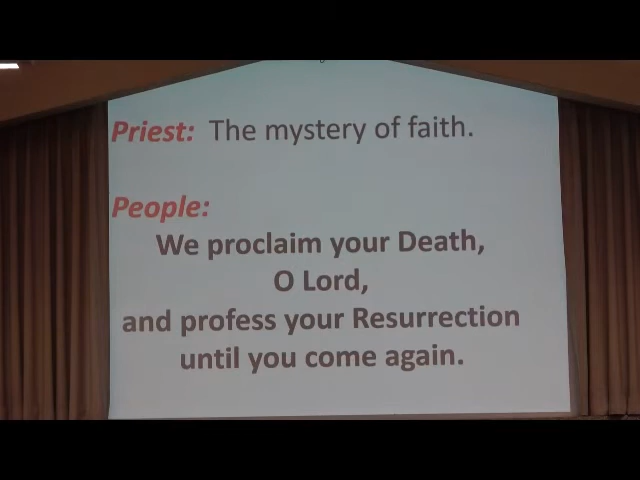 Priest: The mystery of faith.
People:
We proclaim your Death,
O Lord,
and profess your Resurrection
until you come again.